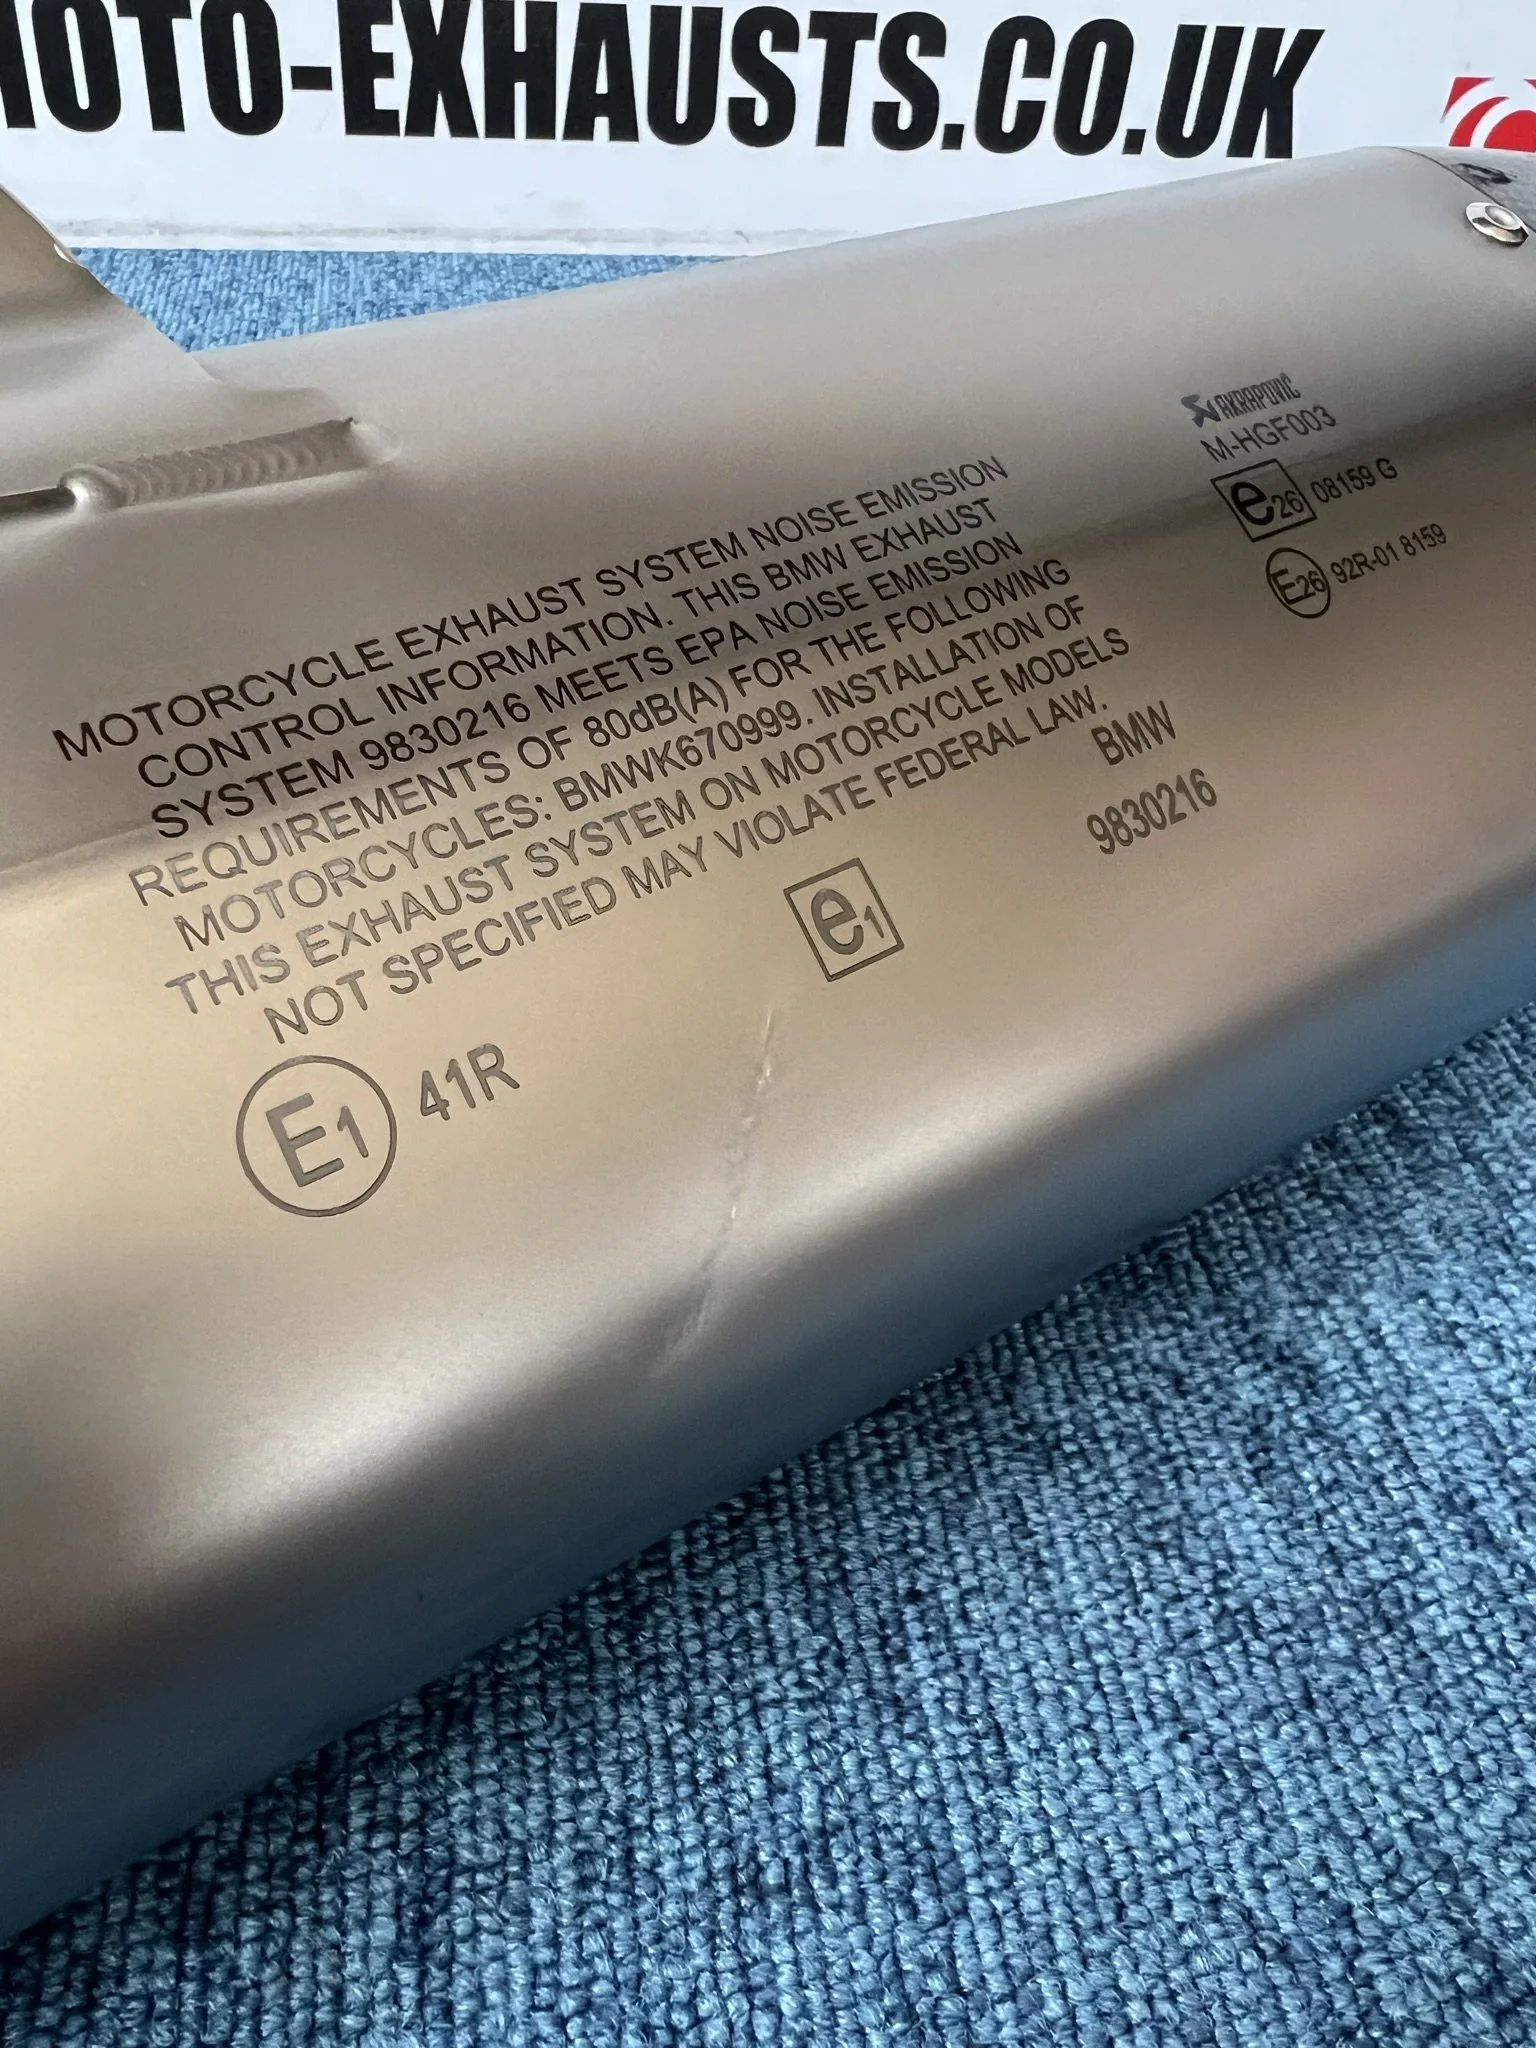 MOTO-EXHAUSTS.CO.UK
AKRAPOVIC
M-HGF003
e26 08159 G
E26 92R-01 8159
MOTORCYCLE EXHAUST SYSTEM NOISE EMISSION
CONTROL INFORMATION. THIS BMW EXHAUST
SYSTEM 9830216 MEETS EPA NOISE EMISSION
REQUIREMENTS OF 80dB(A) FOR THE FOLLOWING
MOTORCYCLES: BMWK670999. INSTALLATION OF
THIS EXHAUST SYSTEM ON MOTORCYCLE MODELS
NOT SPECIFIED MAY VIOLATE FEDERAL LAW.
BMW
9830216
e1
E1 41R